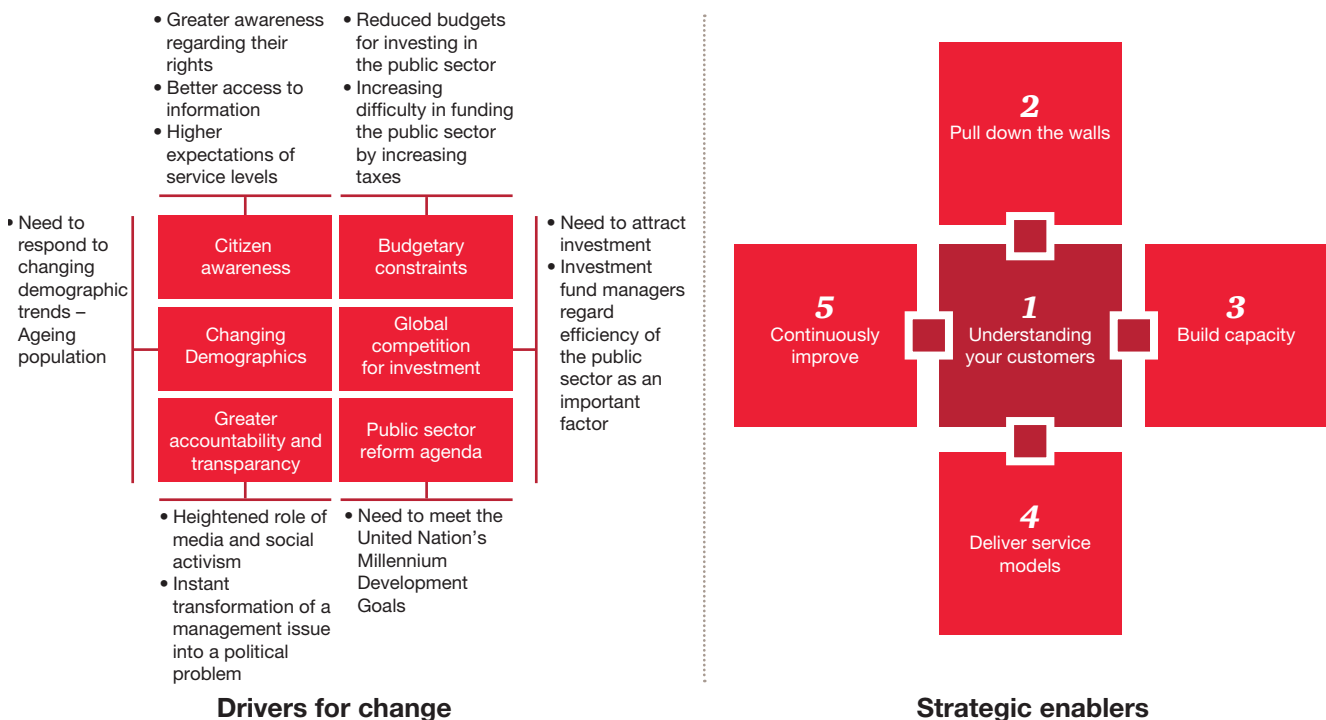 • Greater awareness
regarding their
rights
• Better access to
information
• Higher
expectations of
service levels
• Reduced budgets
for investing in
the public sector
• Increasing
difficulty in funding
the public sector
by increasing
taxes
• Need to
respond to
changing
demographic
trends –
Ageing
population
Citizen
awareness
Budgetary
constraints
Changing
Demographics
Global
competition
for investment
Greater
accountability and
transparancy
Public sector
reform agenda
• Need to attract
investment
• Investment
fund managers
regard
efficiency of
the public
sector as an
important
factor
• Heightened role of
media and social
activism
• Instant
transformation of a
management issue
into a political
problem
• Need to meet the
United Nation’s
Millennium
Development
Goals
Drivers for change
2
Pull down the walls
5
Continuously
improve
1
Understanding
your customers
3
Build capacity
4
Deliver service
models
Strategic enablers